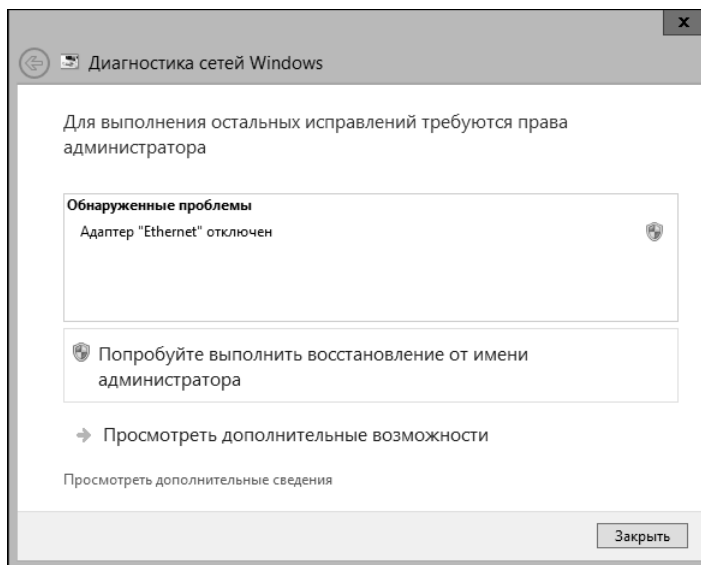 x
Диагностика сетей Windows
Для выполнения остальных исправлений требуются права
администратора
Обнаруженные проблемы
Адаптер "Ethernet" отключен
Попробуйте выполнить восстановление от имени
администратора
Просмотреть дополнительные возможности
Просмотреть дополнительные сведения
Закрыть